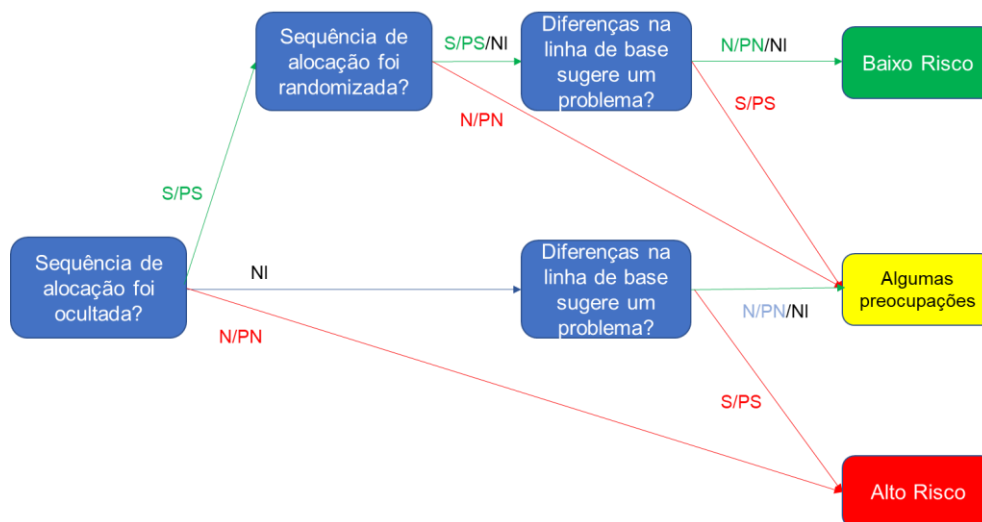 Sequência de
alocação foi
randomizada?
S/PS/NI
N/PN
Diferenças na
linha de base
sugere um
problema?
N/PN/NI
S/PS
Baixo Risco
S/PS
Sequência de
alocação foi
ocultada?
NI
N/PN
Diferenças na
linha de base
sugere um
problema?
N/PN/NI
S/PS
Algumas
preocupações
Alto Risco